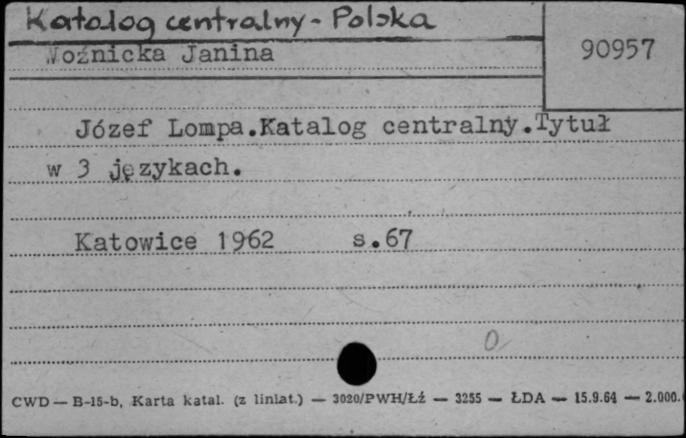 Katalog centralny - Polska
Woźnicka Janina
90957
Józef Lompa.Katalog centralny.Tytuł
w 3 językach.
Katowice 1962 s.67
0
CWD — B-15-b, Karta katal. (z liniat.) — 3020/PWH/Łź — 3255 — ŁDA — 15.9.64 — 2.000.